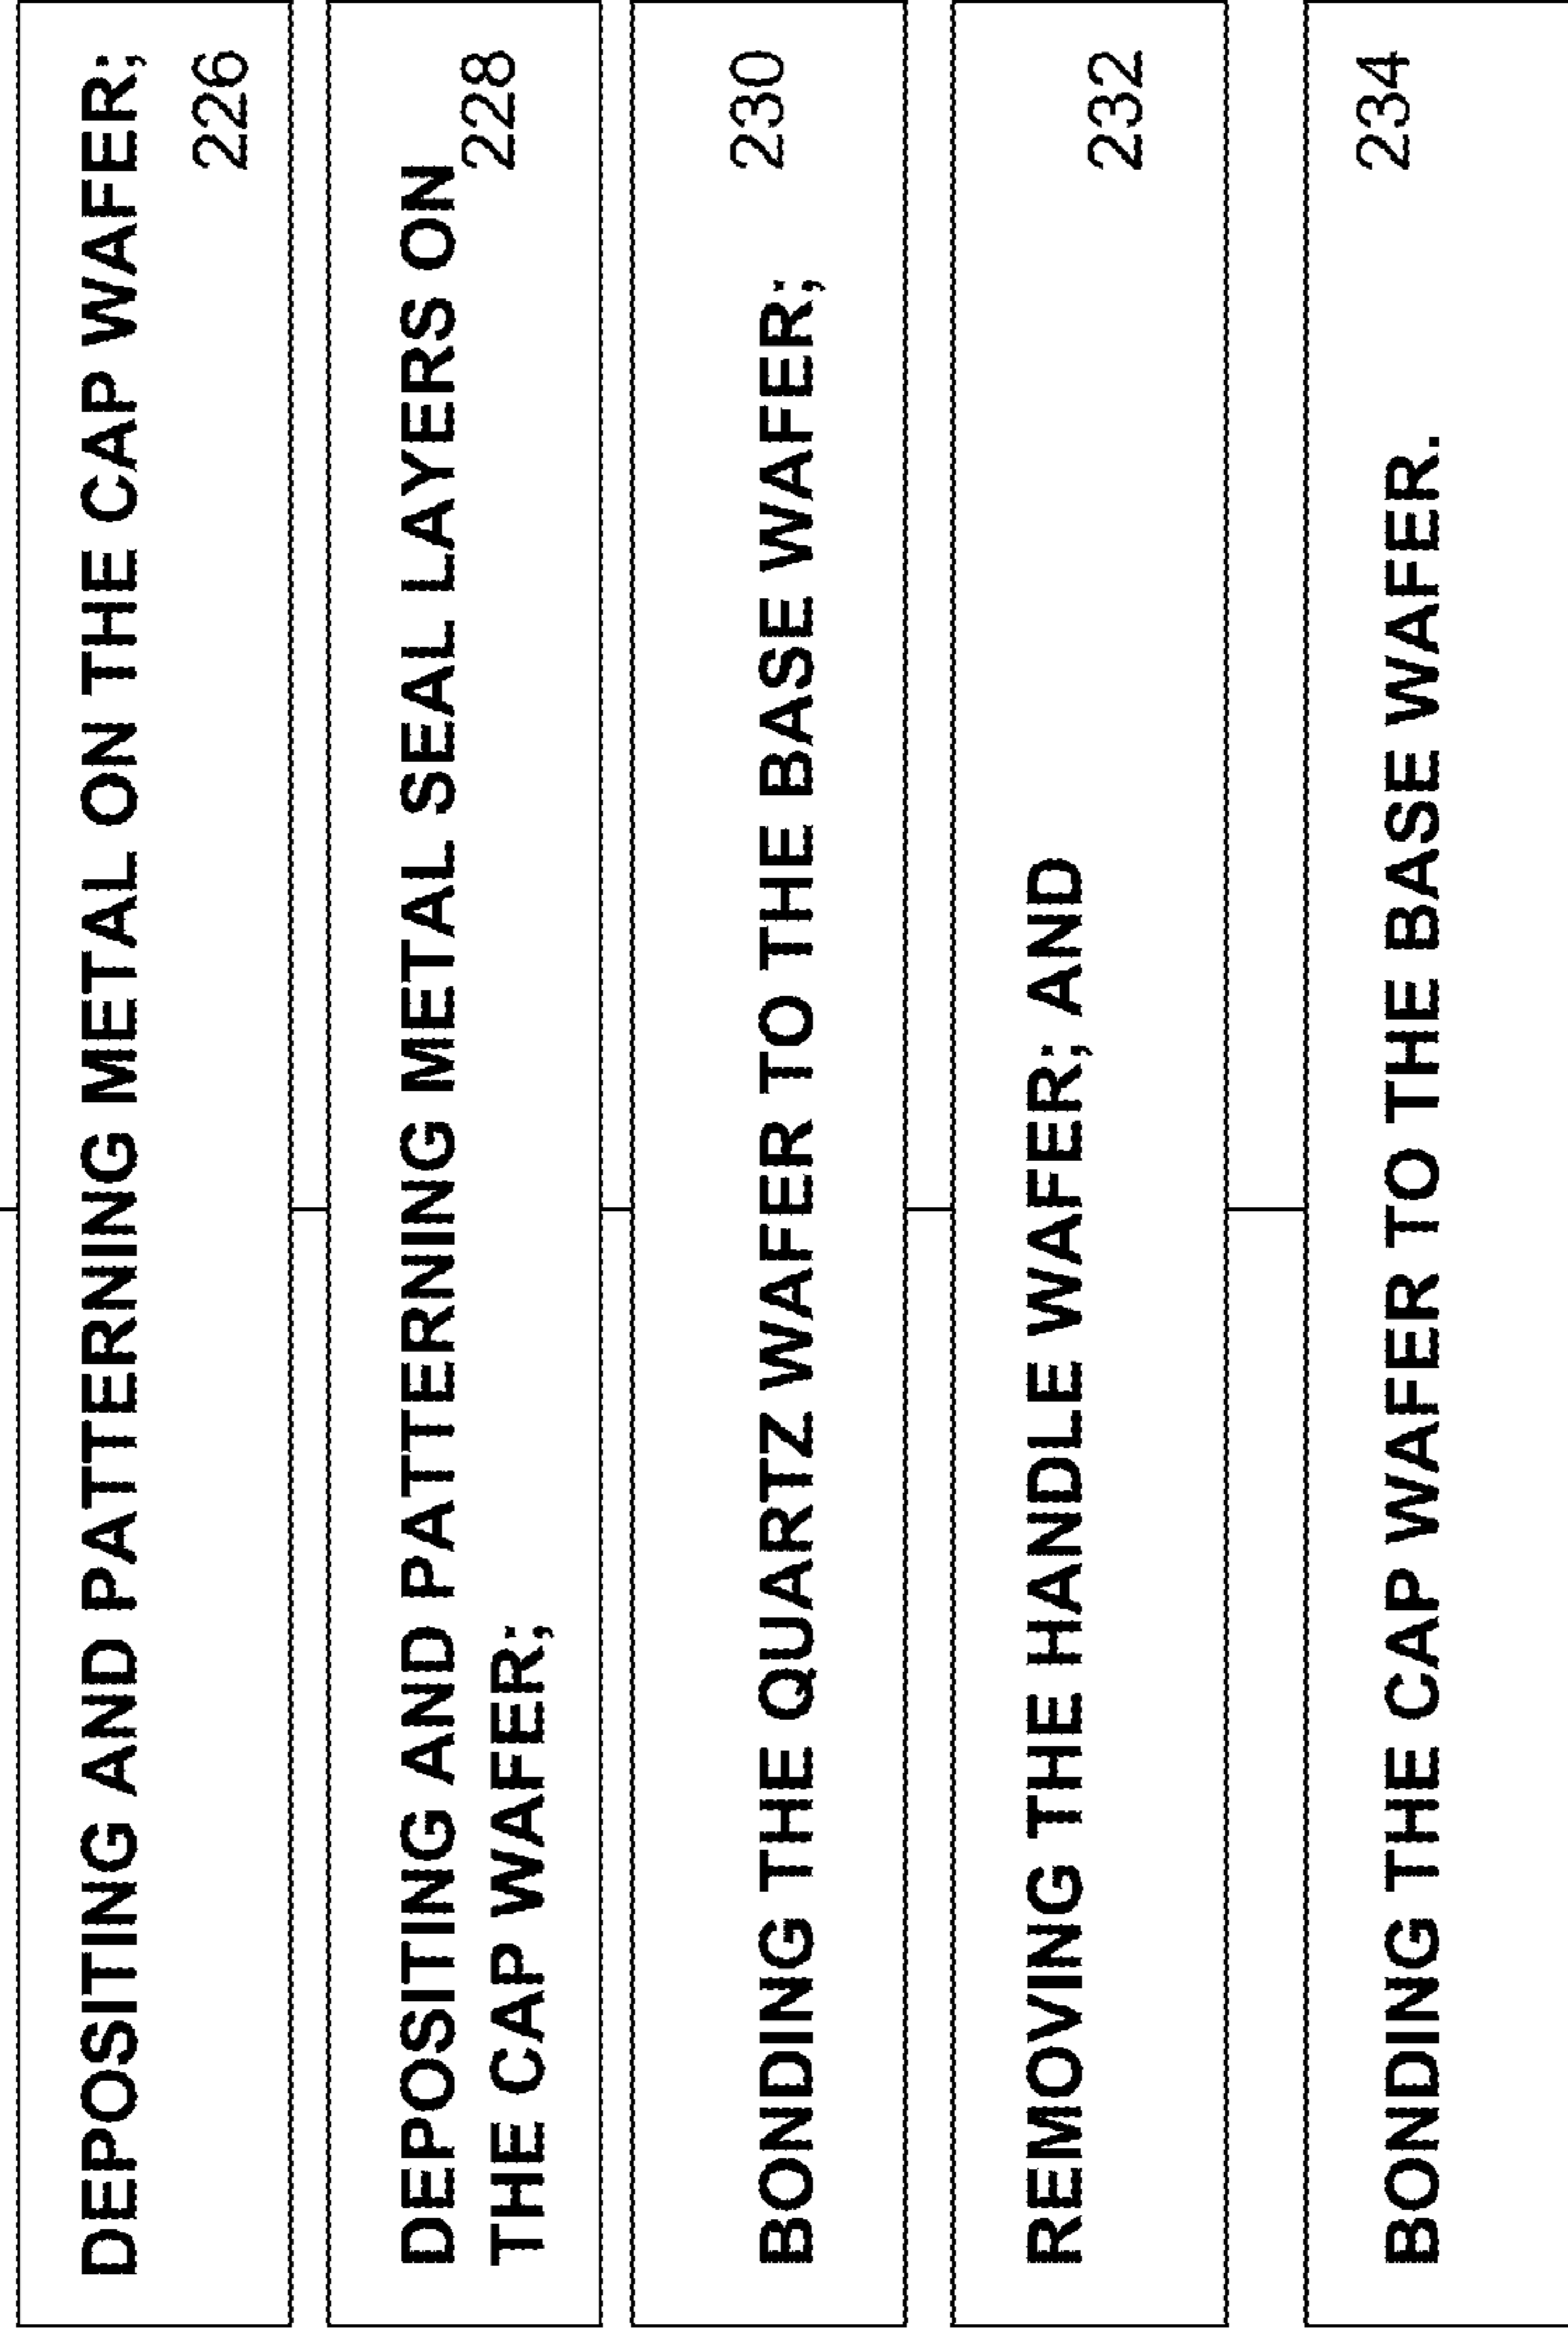 DEPOSITING AND PATTERNING METAL ON THE CAP WAFER;
226
DEPOSITING AND PATTERNING METAL SEAL LAYERS ON
THE CAP WAFER;
228
BONDING THE QUARTZ WAFER TO THE BASE WAFER;
230
REMOVING THE HANDLE WAFER; AND
232
BONDING THE CAP WAFER TO THE BASE WAFER.
234